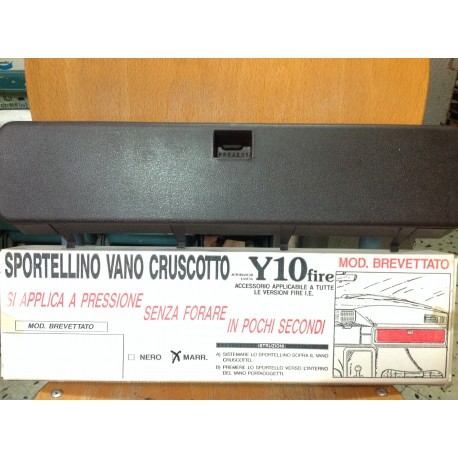 SPORTELLINO VANO CRUSCOTTO
Y10 fire
MOD. BREVETTATO
ACCESSORIO APPLICABILE A TUTTE
LE VERSIONI FIRE I.E.
SI APPLICA A PRESSIONE
SENZA FORARE
IN POCHI SECONDI
MOD. BREVETTATO
NERO
MARR.
ISTRUZIONI
A) SISTEMARE LO SPORTELLINO SOPRA IL VANO
CRUSCOTTO.
B) PREMERE LO SPORTELLO VERSO L'INTERNO
DEL VANO PORTAOGGETTI.